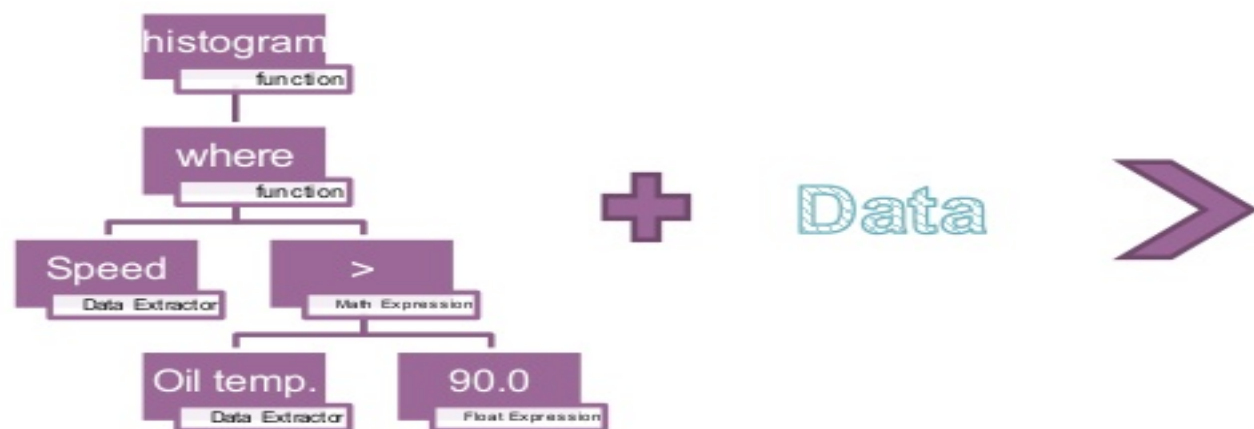 histogram
function
where
function
Speed
Data Extractor
>
Math Expression
Oil temp.
Data Extractor
90.0
Float Expression
Data